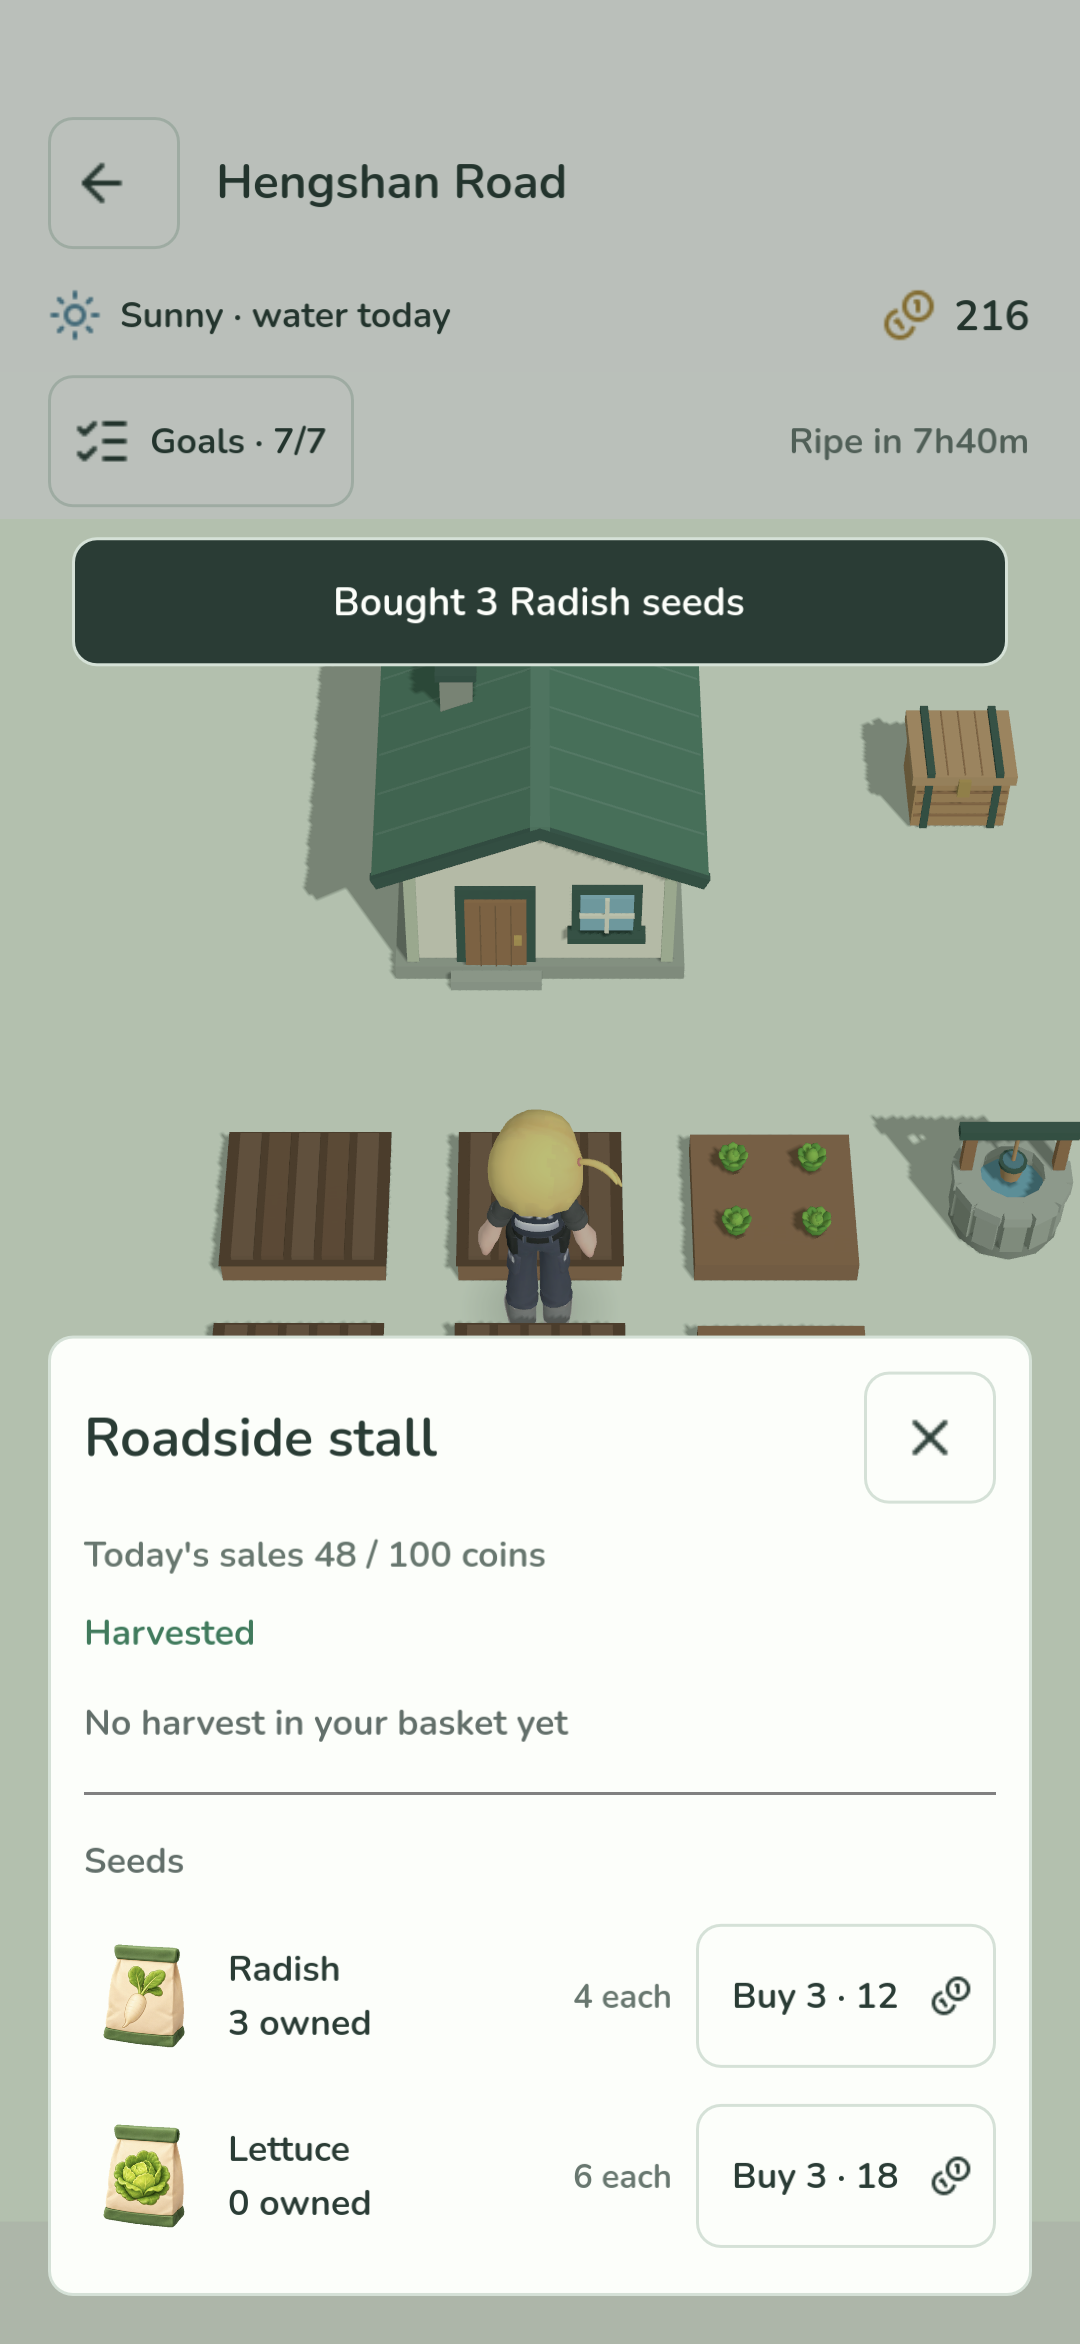 Hengshan Road
Sunny · water today
216
Goals · 7/7
Ripe in 7h40m
Bought 3 Radish seeds
Roadside stall
Today's sales 48 / 100 coins
Harvested
No harvest in your basket yet
Seeds
Radish
3 owned
4 each
Buy 3 · 12
Lettuce
0 owned
6 each
Buy 3 · 18